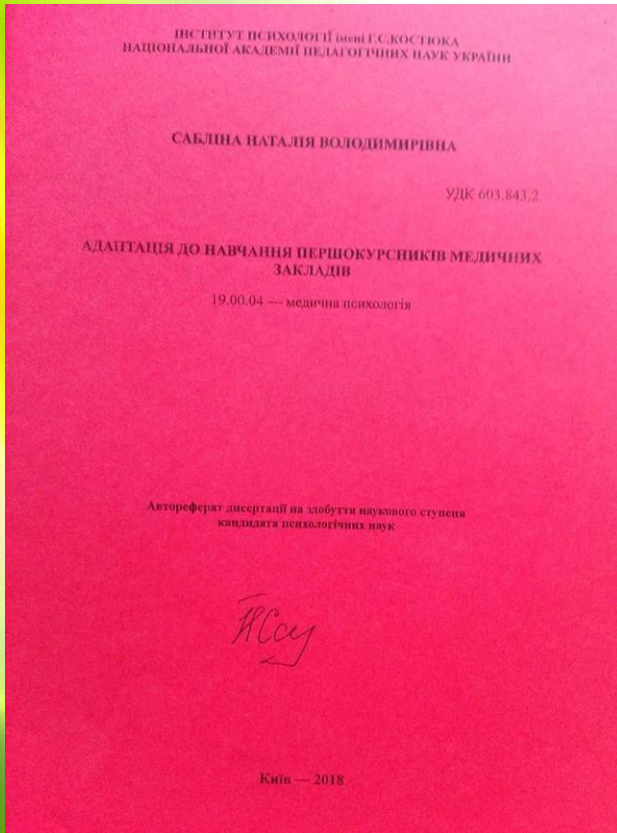 ІНСТИТУТ ПСИХОЛОГІЇ імені Г.С.КОСТЮКА
НАЦІОНАЛЬНОЇ АКАДЕМІЇ ПЕДАГОГІЧНИХ НАУК УКРАЇНИ
САБЛІНА НАТАЛІЯ ВОЛОДИМИРІВНА
УДК 603.843.2
АДАПТАЦІЯ ДО НАВЧАННЯ ПЕРШОКУРСНИКІВ МЕДИЧНИХ
ЗАКЛАДІВ
19.00.04 — медична психологія
Автореферат дисертації на здобуття наукового ступеня
кандидата психологічних наук
Київ — 2018